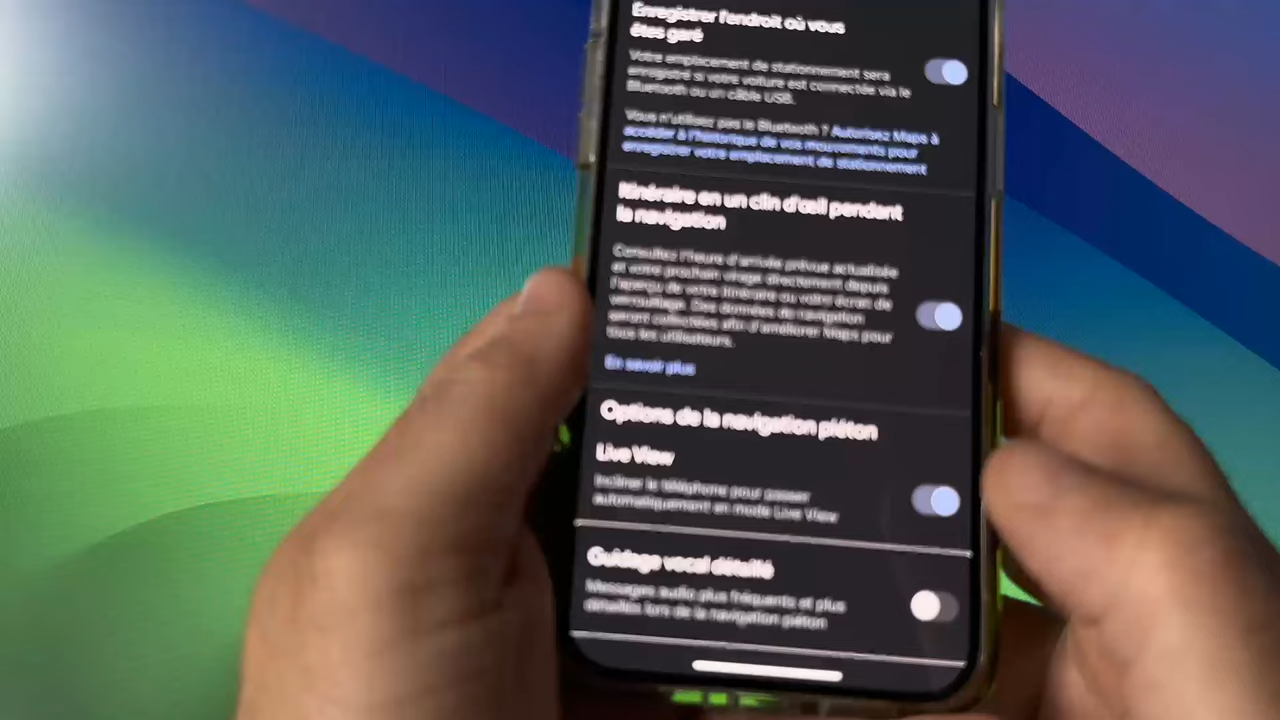 Enregistrer l'endroit où vous
êtes garé
Votre emplacement de stationnement sera
enregistré si votre voiture est connectée via le
Bluetooth ou un câble USB.
Vous n'utilisez pas le Bluetooth ? Autorisez Maps à
accéder à l'historique de vos mouvements pour
enregistrer votre emplacement de stationnement
Itinéraire en un clin d'œil pendant
la navigation
Consultez l'heure d'arrivée prévue actualisée
et votre prochain virage directement depuis
l'aperçu de votre itinéraire ou votre écran de
verrouillage. Des données de navigation
seront collectées afin d'améliorer Maps pour
tous les utilisateurs.
En savoir plus
Options de la navigation piéton
Live View
Incliner le téléphone pour passer
automatiquement en mode Live View
Guidage vocal détaillé
Messages audio plus fréquents et plus
détaillés lors de la navigation piéton